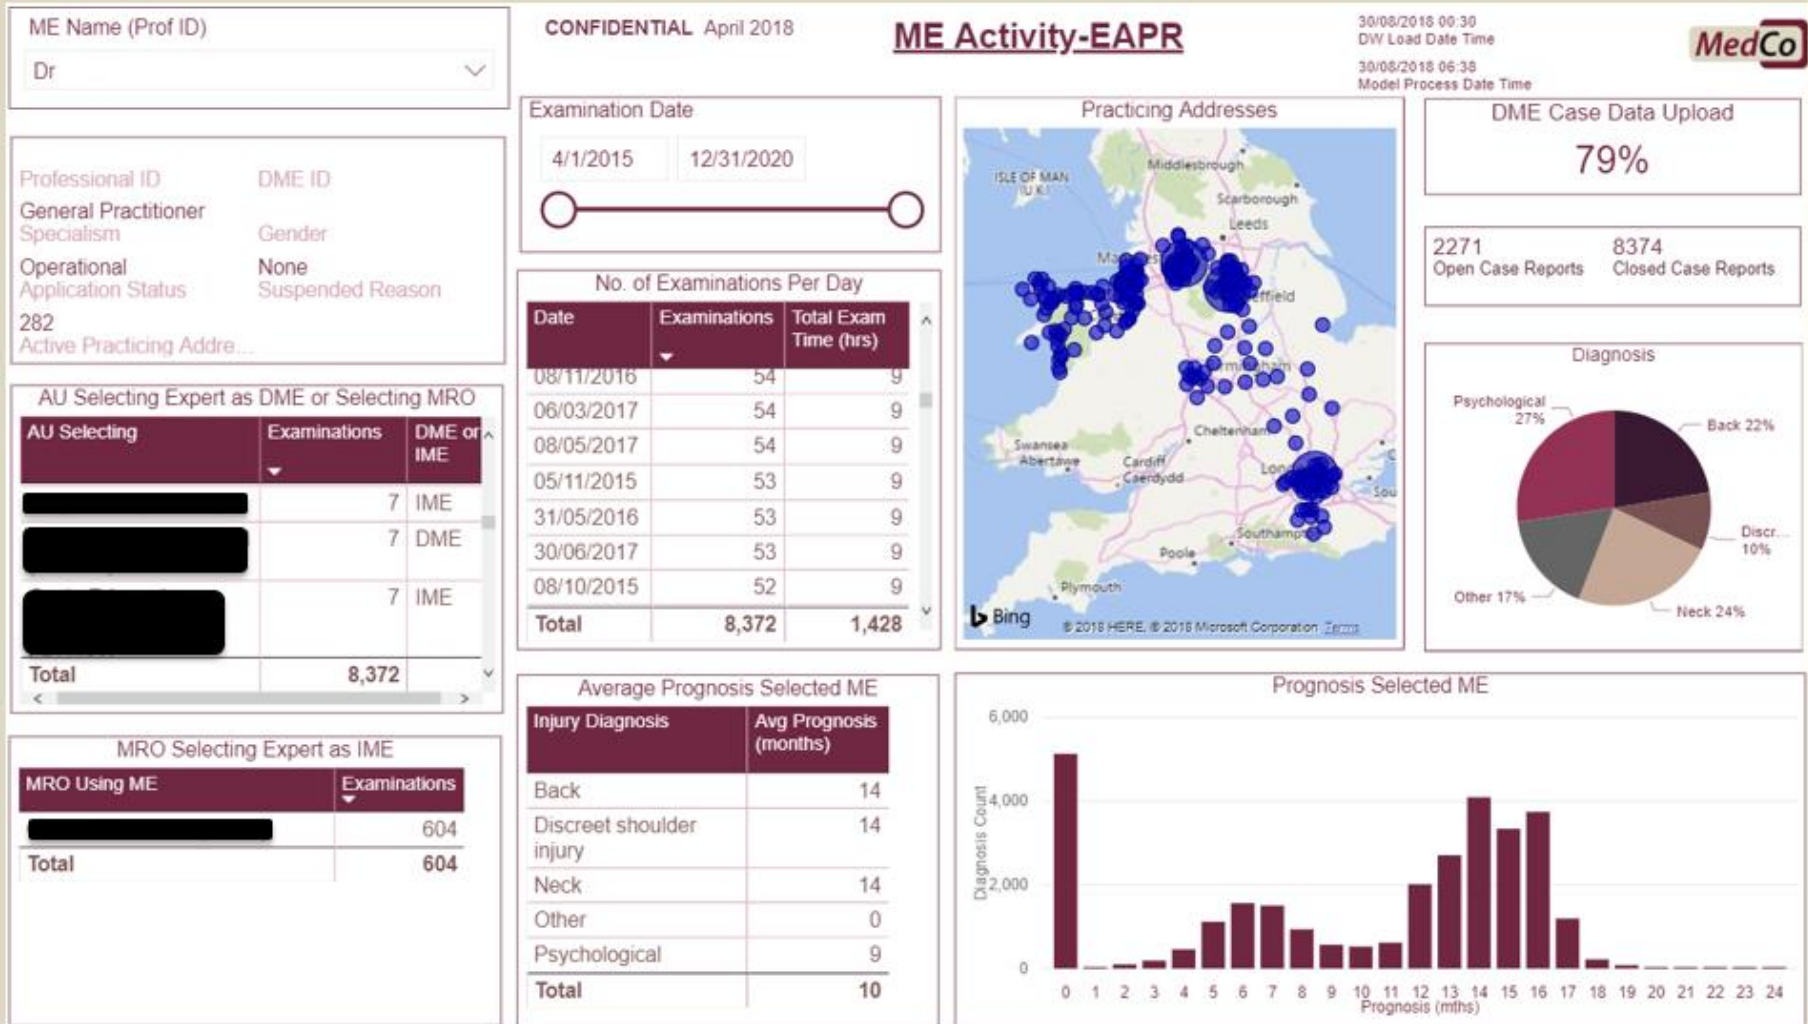 ME Name (Prof ID)
Dr
CONFIDENTIAL April 2018
ME Activity-EAPR
30/08/2018 00:30
DW Load Date Time
30/08/2018 06:38
Model Process Date Time
MedCo
Professional ID DME ID
General Practitioner
Specialism Gender
Operational None
Application Status Suspended Reason
282
Active Practicing Addre...
AU Selecting Expert as DME or Selecting MRO
AU Selecting Examinations DME or IME
7 IME
7 DME
7 IME
Total 8,372
MRO Selecting Expert as IME
MRO Using ME Examinations
604
Total 604
Examination Date
4/1/2015 12/31/2020
No. of Examinations Per Day
Date Examinations Total Exam
Time (hrs)
08/11/2016 54 9
06/03/2017 54 9
08/05/2017 54 9
05/11/2015 53 9
31/05/2016 53 9
30/06/2017 53 9
08/10/2015 52 9
Total 8,372 1,428
Average Prognosis Selected ME
Injury Diagnosis Avg Prognosis
(months)
Back 14
Discreet shoulder 14
injury
Neck 14
Other 0
Psychological 9
Total 10
Practicing Addresses
Middlesbrough
ISLE OF MAN
(U.K.)
Scarborough
Leeds
Cheltenham
Swansea
Abertawe
Cardiff
Caerdydd
Poole
Plymouth
Bing
© 2018 HERE, © 2018 Microsoft Corporation Terms
DME Case Data Upload
79%
2271 8374
Open Case Reports Closed Case Reports
Diagnosis
Psychological
27%
Back 22%
Discr...
10%
Other 17%
Neck 24%
Prognosis Selected ME
6,000
4,000
2,000
0
Diagnosis Count
0 1 2 3 4 5 6 7 8 9 10 11 12 13 14 15 16 17 18 19 20 21 22 23 24
Prognosis (mths)